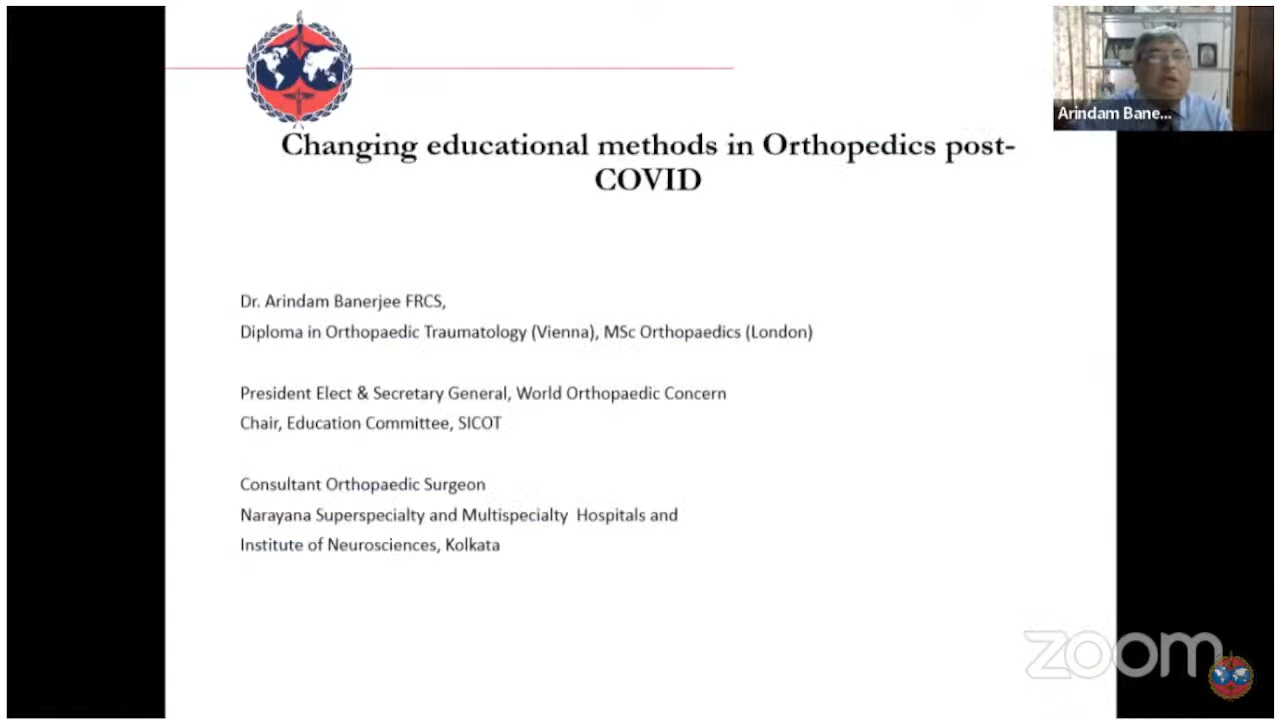 Changing educational methods in Orthopedics post-
COVID
Arindam Bane...
Dr. Arindam Banerjee FRCS,
Diploma in Orthopaedic Traumatology (Vienna), MSc Orthopaedics (London)
President Elect & Secretary General, World Orthopaedic Concern
Chair, Education Committee, SICOT
Consultant Orthopaedic Surgeon
Narayana Superspecialty and Multispecialty Hospitals and
Institute of Neurosciences, Kolkata
zoom